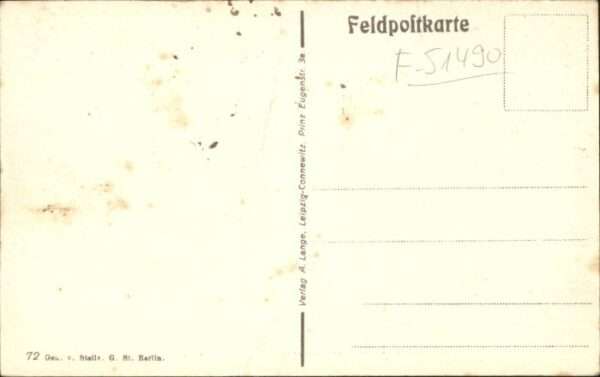 Feldpostkarte
F-51490
Verlag A. Lange, Leipzig-Connewitz, Prinz Eugenstr. 3a
72 Gen. v. Stellv. G. St. Berlin.